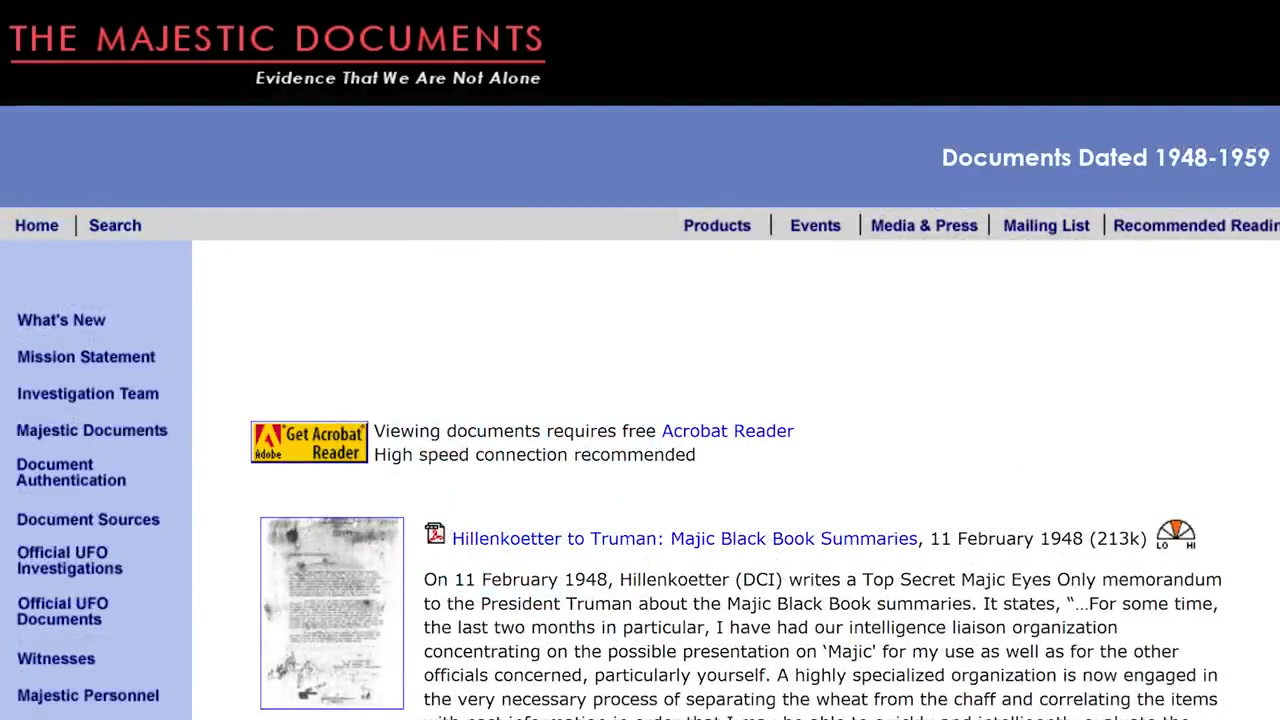 THE MAJESTIC DOCUMENTS
Evidence That We Are Not Alone
Documents Dated 1948-1959
Home | Search
Products | Events | Media & Press | Mailing List | Recommended Readin
What's New
Mission Statement
Investigation Team
Majestic Documents
Document
Authentication
Document Sources
Official UFO
Investigations
Official UFO
Documents
Witnesses
Majestic Personnel
Get Acrobat
Adobe Reader
Viewing documents requires free Acrobat Reader
High speed connection recommended
Hillenkoetter to Truman: Majic Black Book Summaries, 11 February 1948 (213k)
LO HI
On 11 February 1948, Hillenkoetter (DCI) writes a Top Secret Majic Eyes Only memorandum
to the President Truman about the Majic Black Book summaries. It states, “…For some time,
the last two months in particular, I have had our intelligence liaison organization
concentrating on the possible presentation on ‘Majic' for my use as well as for the other
officials concerned, particularly yourself. A highly specialized organization is now engaged in
the very necessary process of separating the wheat from the chaff and correlating the items